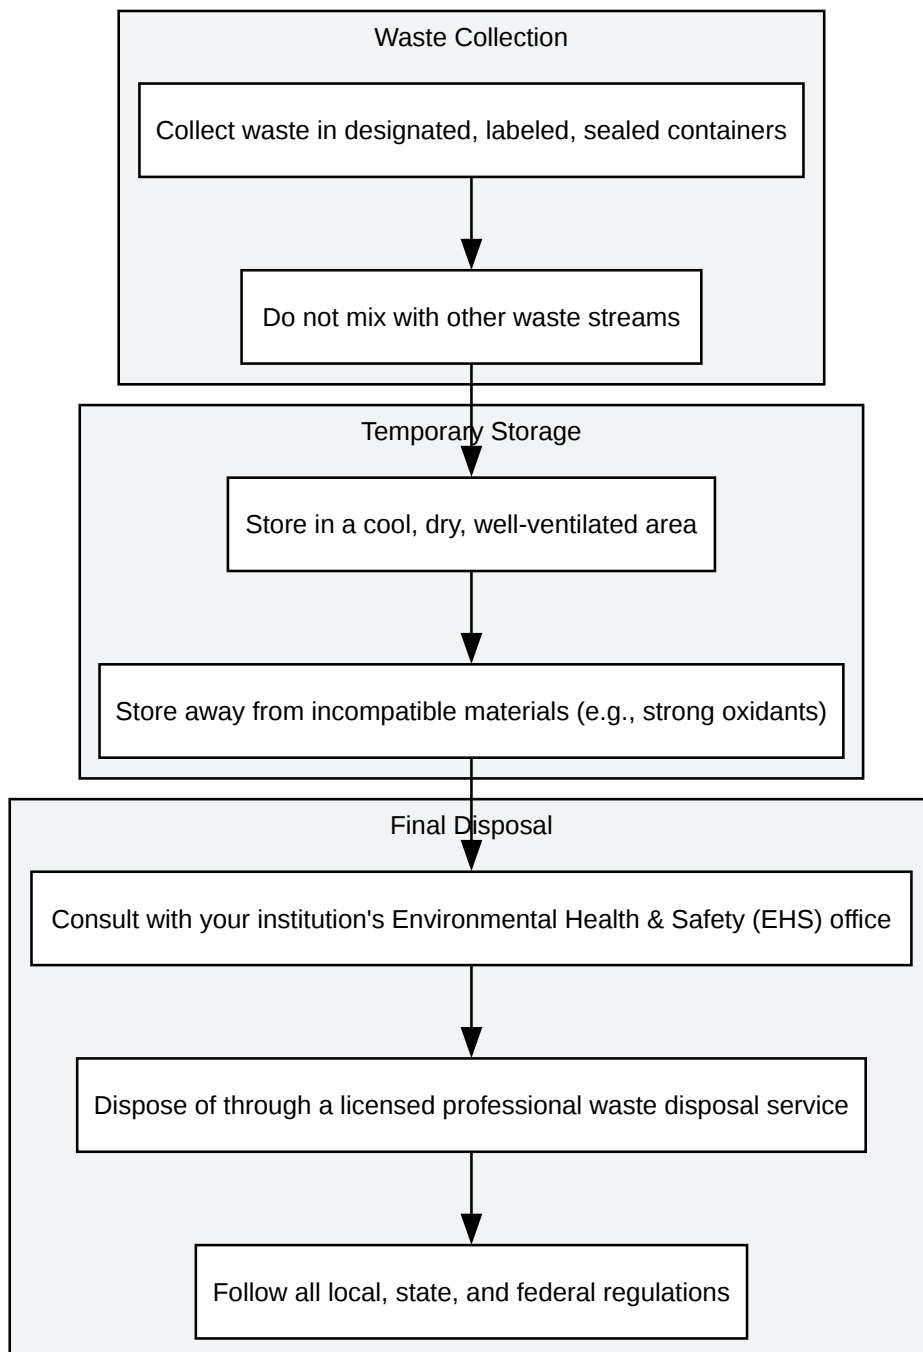 Waste Collection
Collect waste in designated, labeled, sealed containers
Do not mix with other waste streams
Temporary Storage
Store in a cool, dry, well-ventilated area
Store away from incompatible materials (e.g., strong oxidants)
Final Disposal
Consult with your institution's Environmental Health & Safety (EHS) office
Dispose of through a licensed professional waste disposal service
Follow all local, state, and federal regulations